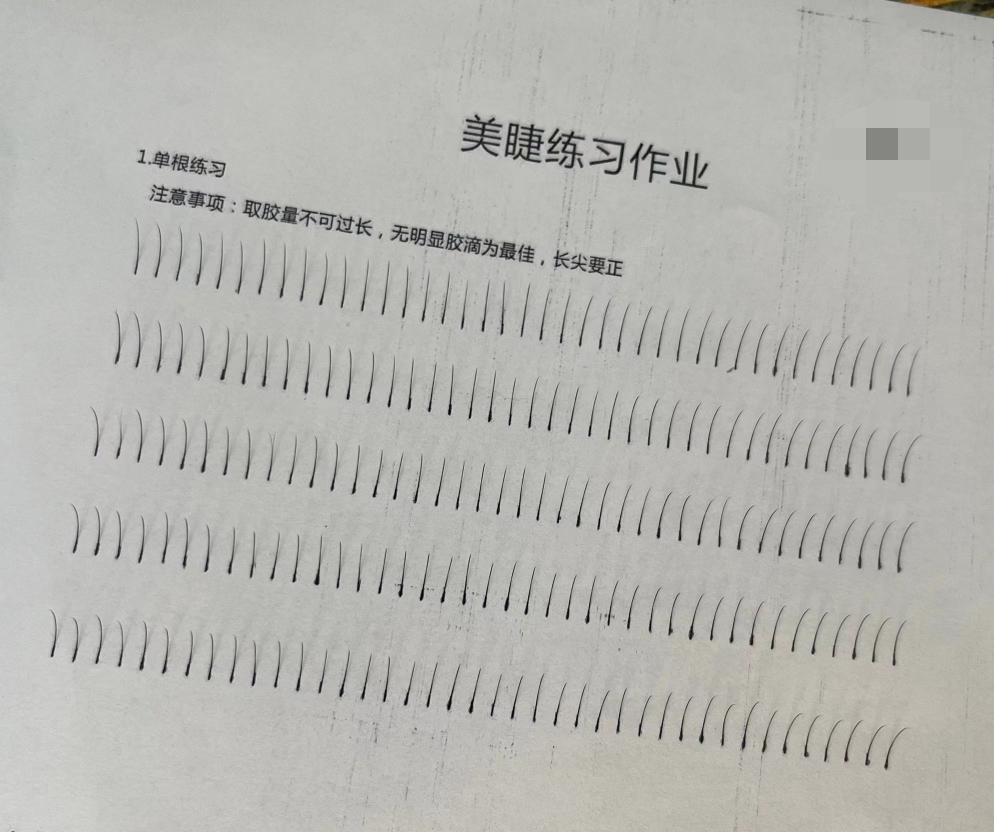 美睫练习作业
1.单根练习
注意事项：取胶量不可过长，无明显胶滴为最佳，长尖要正